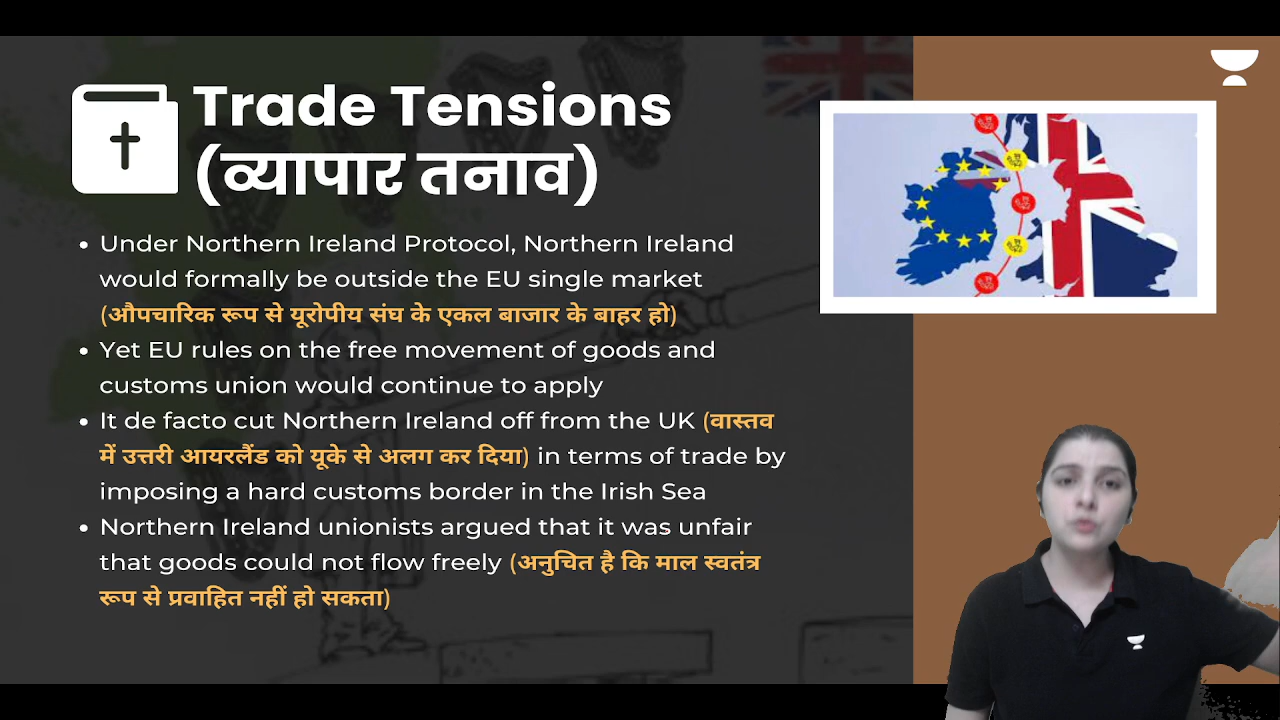 Trade Tensions
(व्यापार तनाव)
• Under Northern Ireland Protocol, Northern Ireland
would formally be outside the EU single market
(औपचारिक रूप से यूरोपीय संघ के एकल बाजार के बाहर हो)
• Yet EU rules on the free movement of goods and
customs union would continue to apply
• It de facto cut Northern Ireland off from the UK (वास्तव
में उत्तरी आयरलैंड को यूके से अलग कर दिया) in terms of trade by
imposing a hard customs border in the Irish Sea
• Northern Ireland unionists argued that it was unfair
that goods could not flow freely (अनुचित है कि माल स्वतंत्र
रूप से प्रवाहित नहीं हो सकता)